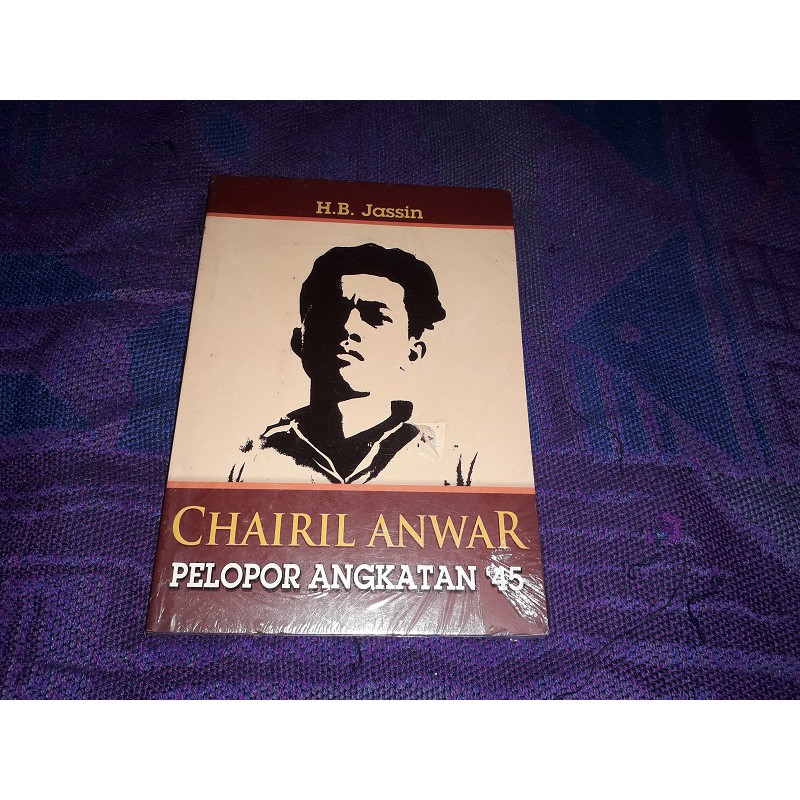 H.B. Jassin
CHAIRIL ANWAR
PELOPOR ANGKATAN '45